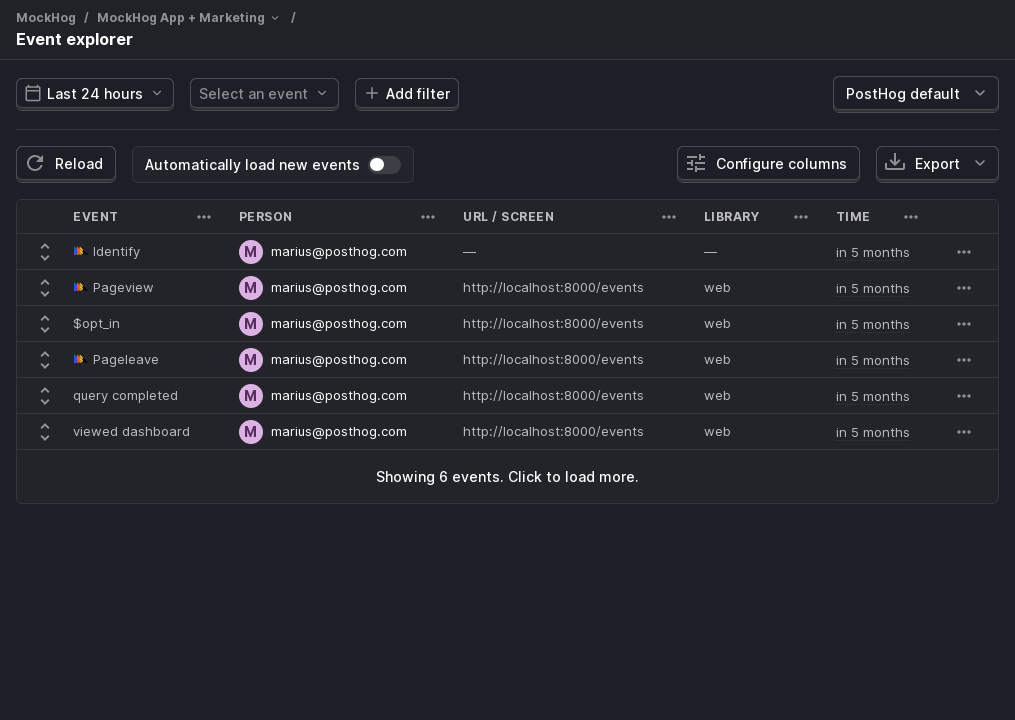 MockHog / MockHog App + Marketing /
Event explorer
Last 24 hours Select an event Add filter PostHog default
Reload Automatically load new events Configure columns Export
EVENT PERSON URL / SCREEN LIBRARY TIME
Identify M marius@posthog.com — — in 5 months
Pageview M marius@posthog.com http://localhost:8000/events web in 5 months
$opt_in M marius@posthog.com http://localhost:8000/events web in 5 months
Pageleave M marius@posthog.com http://localhost:8000/events web in 5 months
query completed M marius@posthog.com http://localhost:8000/events web in 5 months
viewed dashboard M marius@posthog.com http://localhost:8000/events web in 5 months
Showing 6 events. Click to load more.